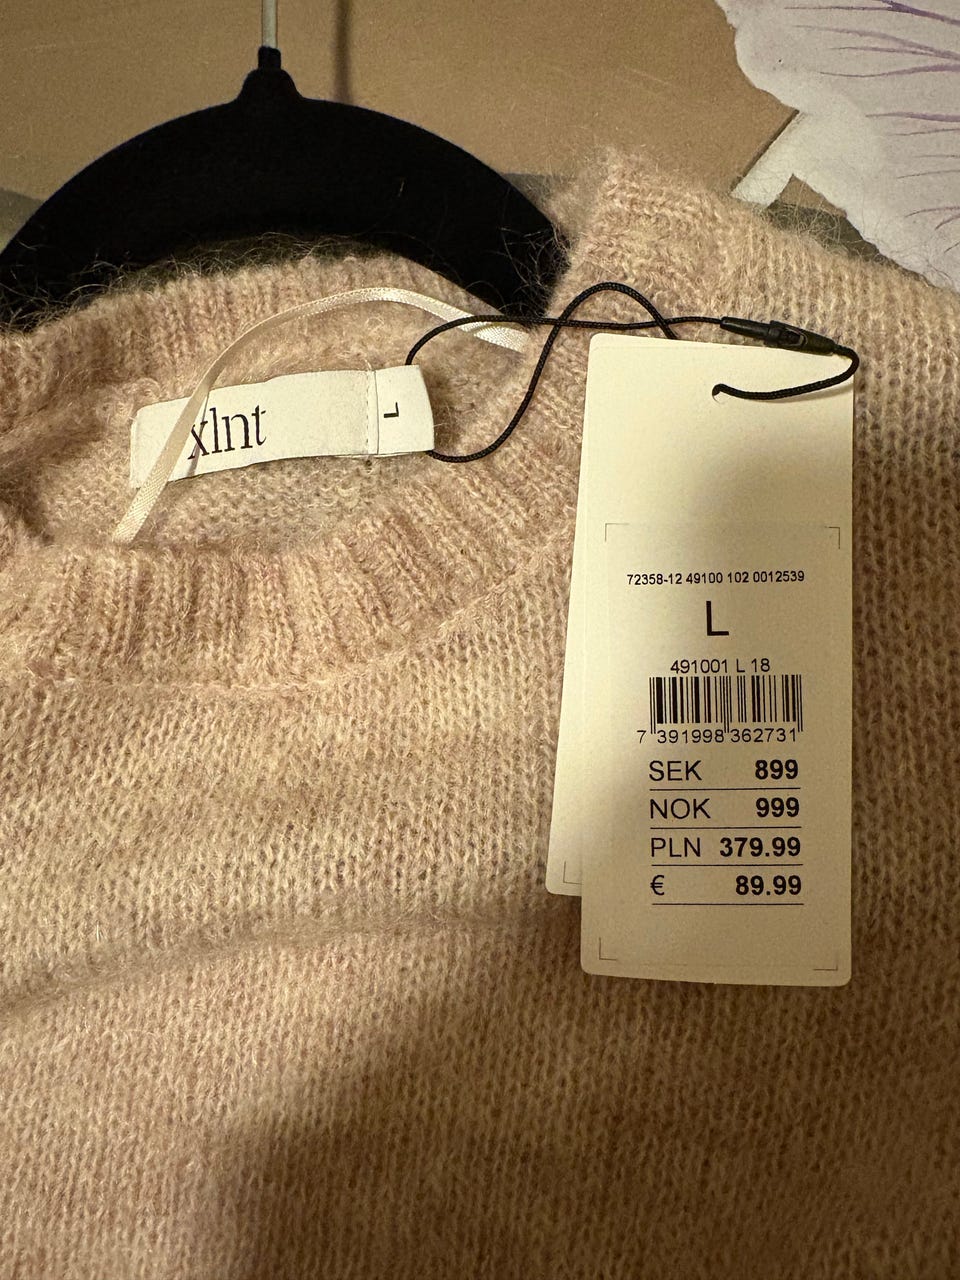 xlnt
L
72358-12 49100 102 0012539
L
491001 L 18
7 391998 362731
SEK 899
NOK 999
PLN 379.99
€ 89.99